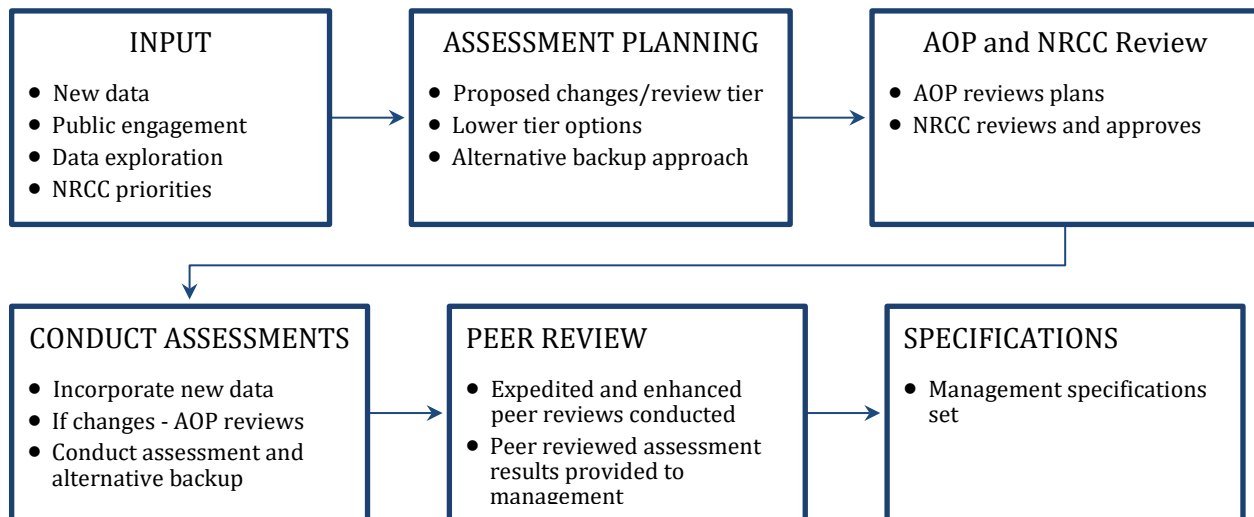 INPUT
• New data
• Public engagement
• Data exploration
• NRCC priorities
ASSESSMENT PLANNING
• Proposed changes/review tier
• Lower tier options
• Alternative backup approach
AOP and NRCC Review
• AOP reviews plans
• NRCC reviews and approves
CONDUCT ASSESSMENTS
• Incorporate new data
• If changes - AOP reviews
• Conduct assessment and
alternative backup
PEER REVIEW
• Expedited and enhanced
peer reviews conducted
• Peer reviewed assessment
results provided to
management
SPECIFICATIONS
• Management specifications
set